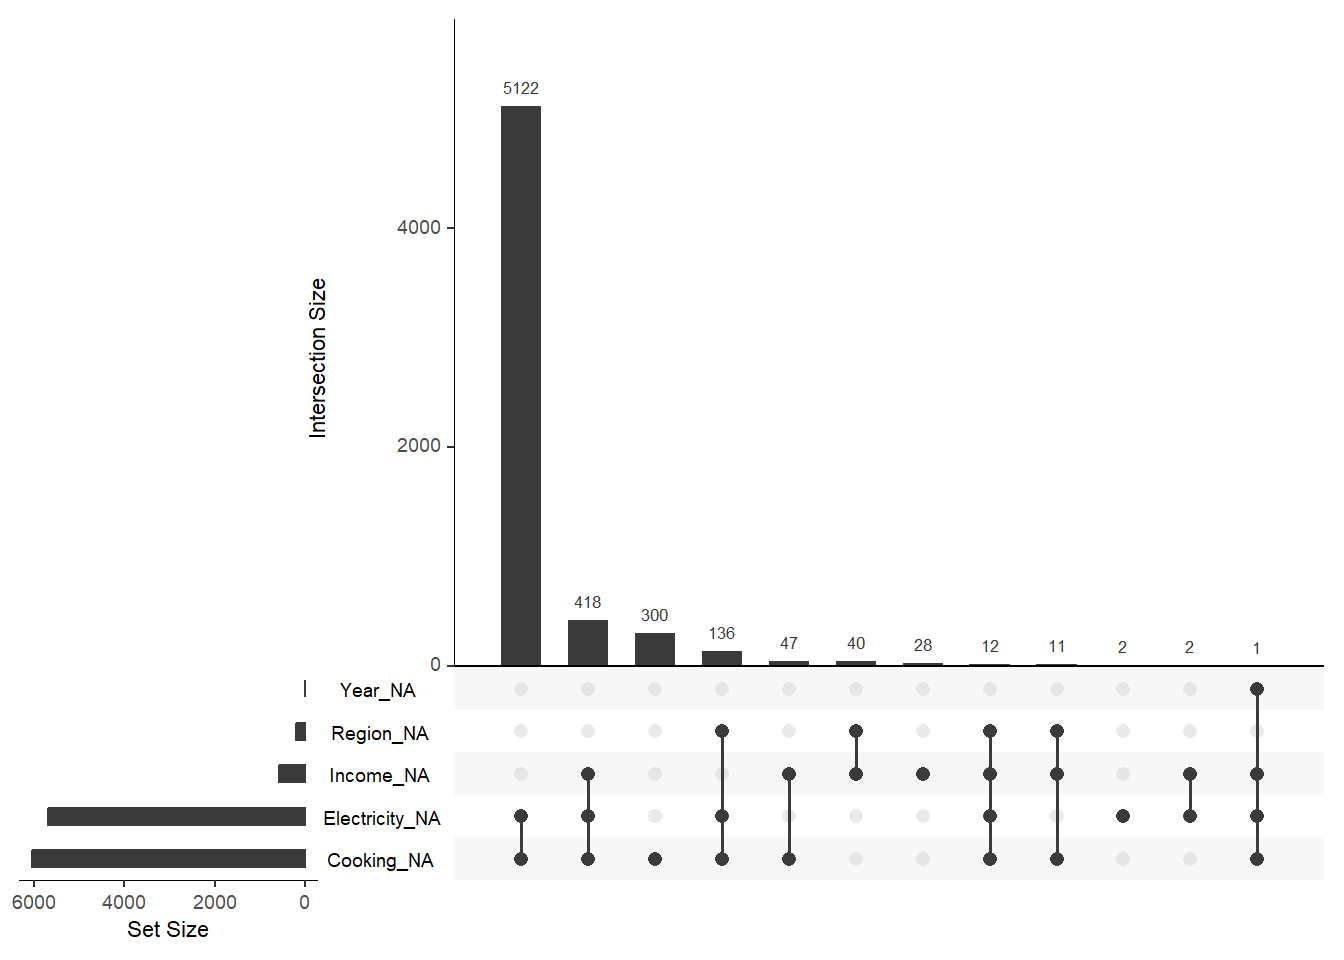 5122
4000
Intersection Size
2000
418
300
136
47
40
28
12
11
2
2
1
0
Year_NA
Region_NA
Income_NA
Electricity_NA
Cooking_NA
6000 4000 2000 0
Set Size